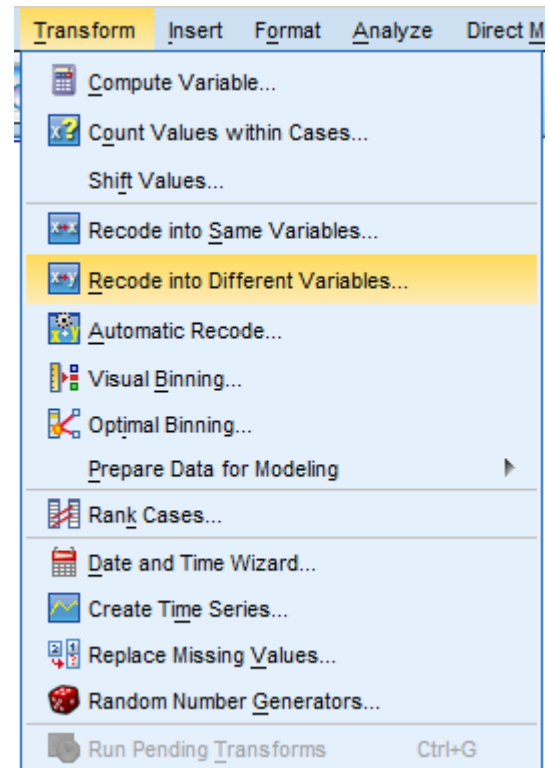 Transform Insert Format Analyze Direct M
Compute Variable...
Count Values within Cases...
Shift Values...
Recode into Same Variables...
Recode into Different Variables...
Automatic Recode...
Visual Binning...
Optimal Binning...
Prepare Data for Modeling
Rank Cases...
Date and Time Wizard...
Create Time Series...
Replace Missing Values...
Random Number Generators...
Run Pending Transforms Ctrl+G